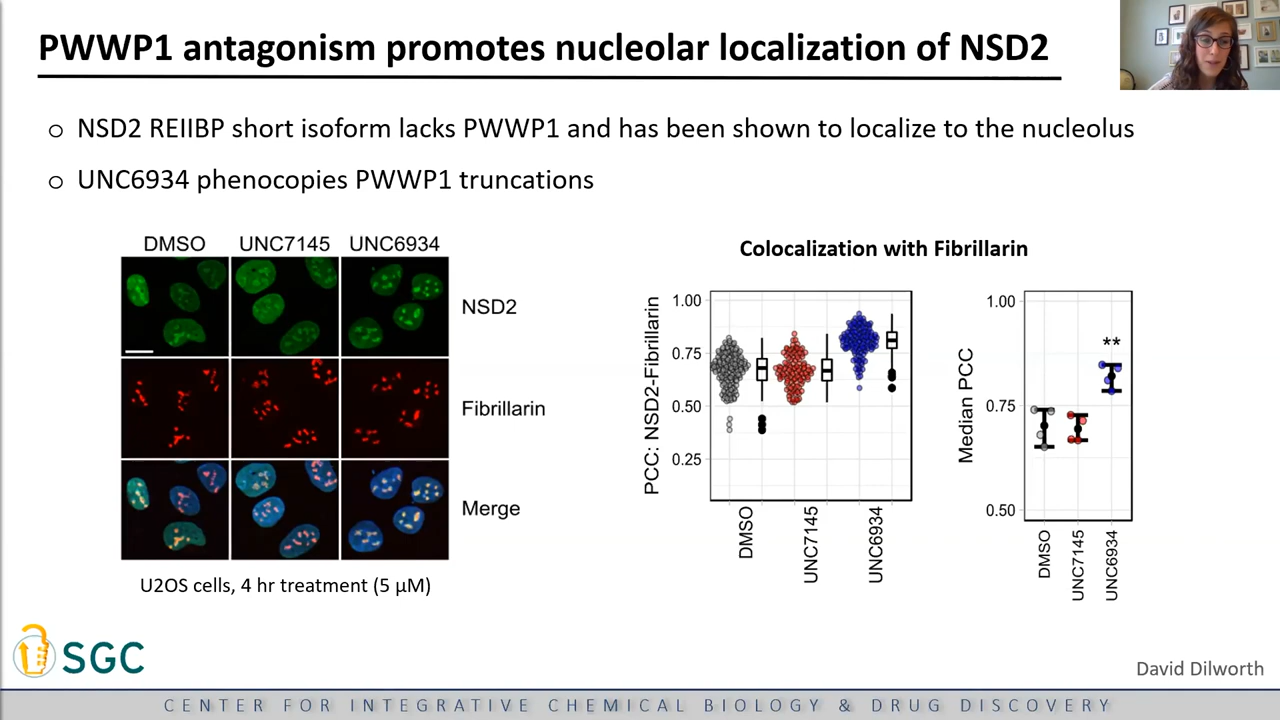 PWWP1 antagonism promotes nucleolar localization of NSD2
o NSD2 REIIBP short isoform lacks PWWP1 and has been shown to localize to the nucleolus
o UNC6934 phenocopies PWWP1 truncations
DMSO UNC7145 UNC6934
NSD2
Fibrillarin
Merge
U2OS cells, 4 hr treatment (5 μM)
Colocalization with Fibrillarin
PCC: NSD2-Fibrillarin
1.00
0.75
0.50
0.25
DMSO
UNC7145
UNC6934
Median PCC
1.00
0.75
0.50
**
DMSO
UNC7145
UNC6934
SGC
David Dilworth
CENTER FOR INTEGRATIVE CHEMICAL BIOLOGY & DRUG DISCOVERY